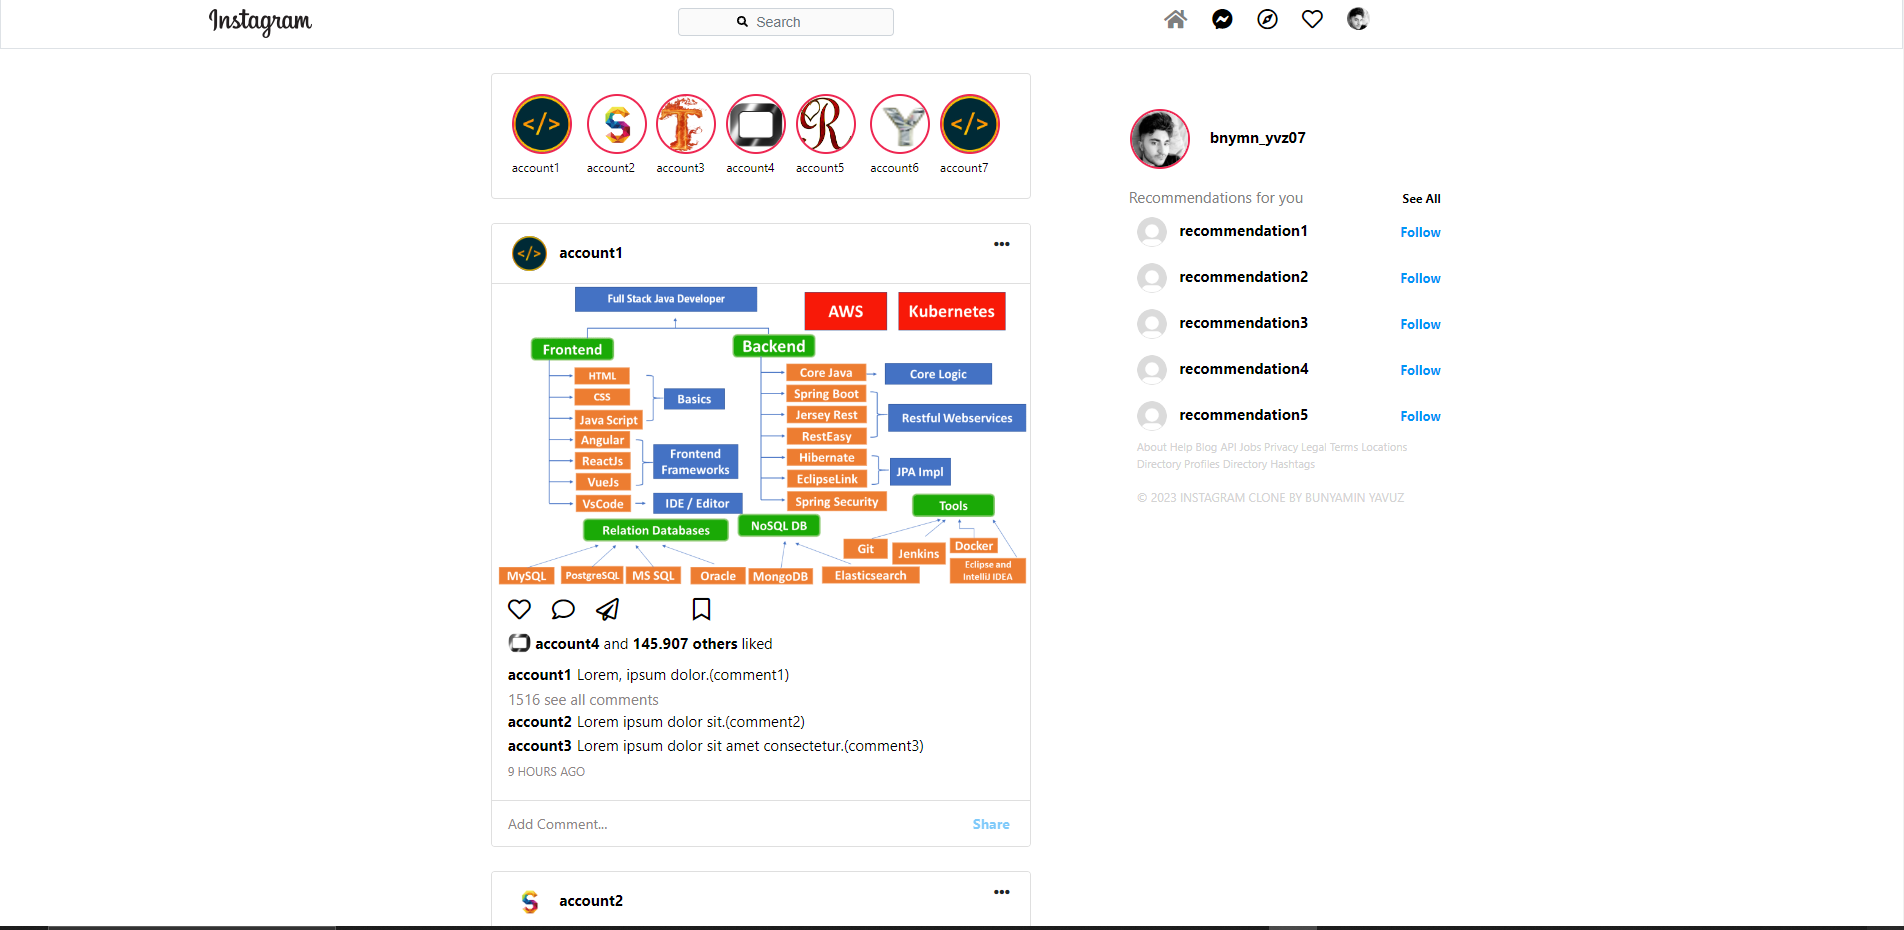 Instagram
Search
</>
S
T
R
Y
</>
account1
account2
account3
account4
account5
account6
account7
</>
account1
•••
Full Stack Java Developer
AWS
Kubernetes
Frontend
Backend
HTML
CSS
Java Script
Basics
Angular
ReactJs
VueJs
Frontend
Frameworks
VsCode
IDE / Editor
Core Java
Core Logic
Spring Boot
Jersey Rest
RestEasy
Restful Webservices
Hibernate
EclipseLink
JPA Impl
Spring Security
Tools
Relation Databases
NoSQL DB
Git
Jenkins
Docker
Eclipse and
IntelliJ IDEA
MySQL
PostgreSQL
MS SQL
Oracle
MongoDB
Elasticsearch
account4 and 145.907 others liked
account1 Lorem, ipsum dolor.(comment1)
1516 see all comments
account2 Lorem ipsum dolor sit.(comment2)
account3 Lorem ipsum dolor sit amet consectetur.(comment3)
9 HOURS AGO
Add Comment...
Share
S
account2
•••
bnymn_yvz07
Recommendations for you
See All
recommendation1
Follow
recommendation2
Follow
recommendation3
Follow
recommendation4
Follow
recommendation5
Follow
About Help Blog API Jobs Privacy Legal Terms Locations
Directory Profiles Directory Hashtags
© 2023 INSTAGRAM CLONE BY BUNYAMIN YAVUZ